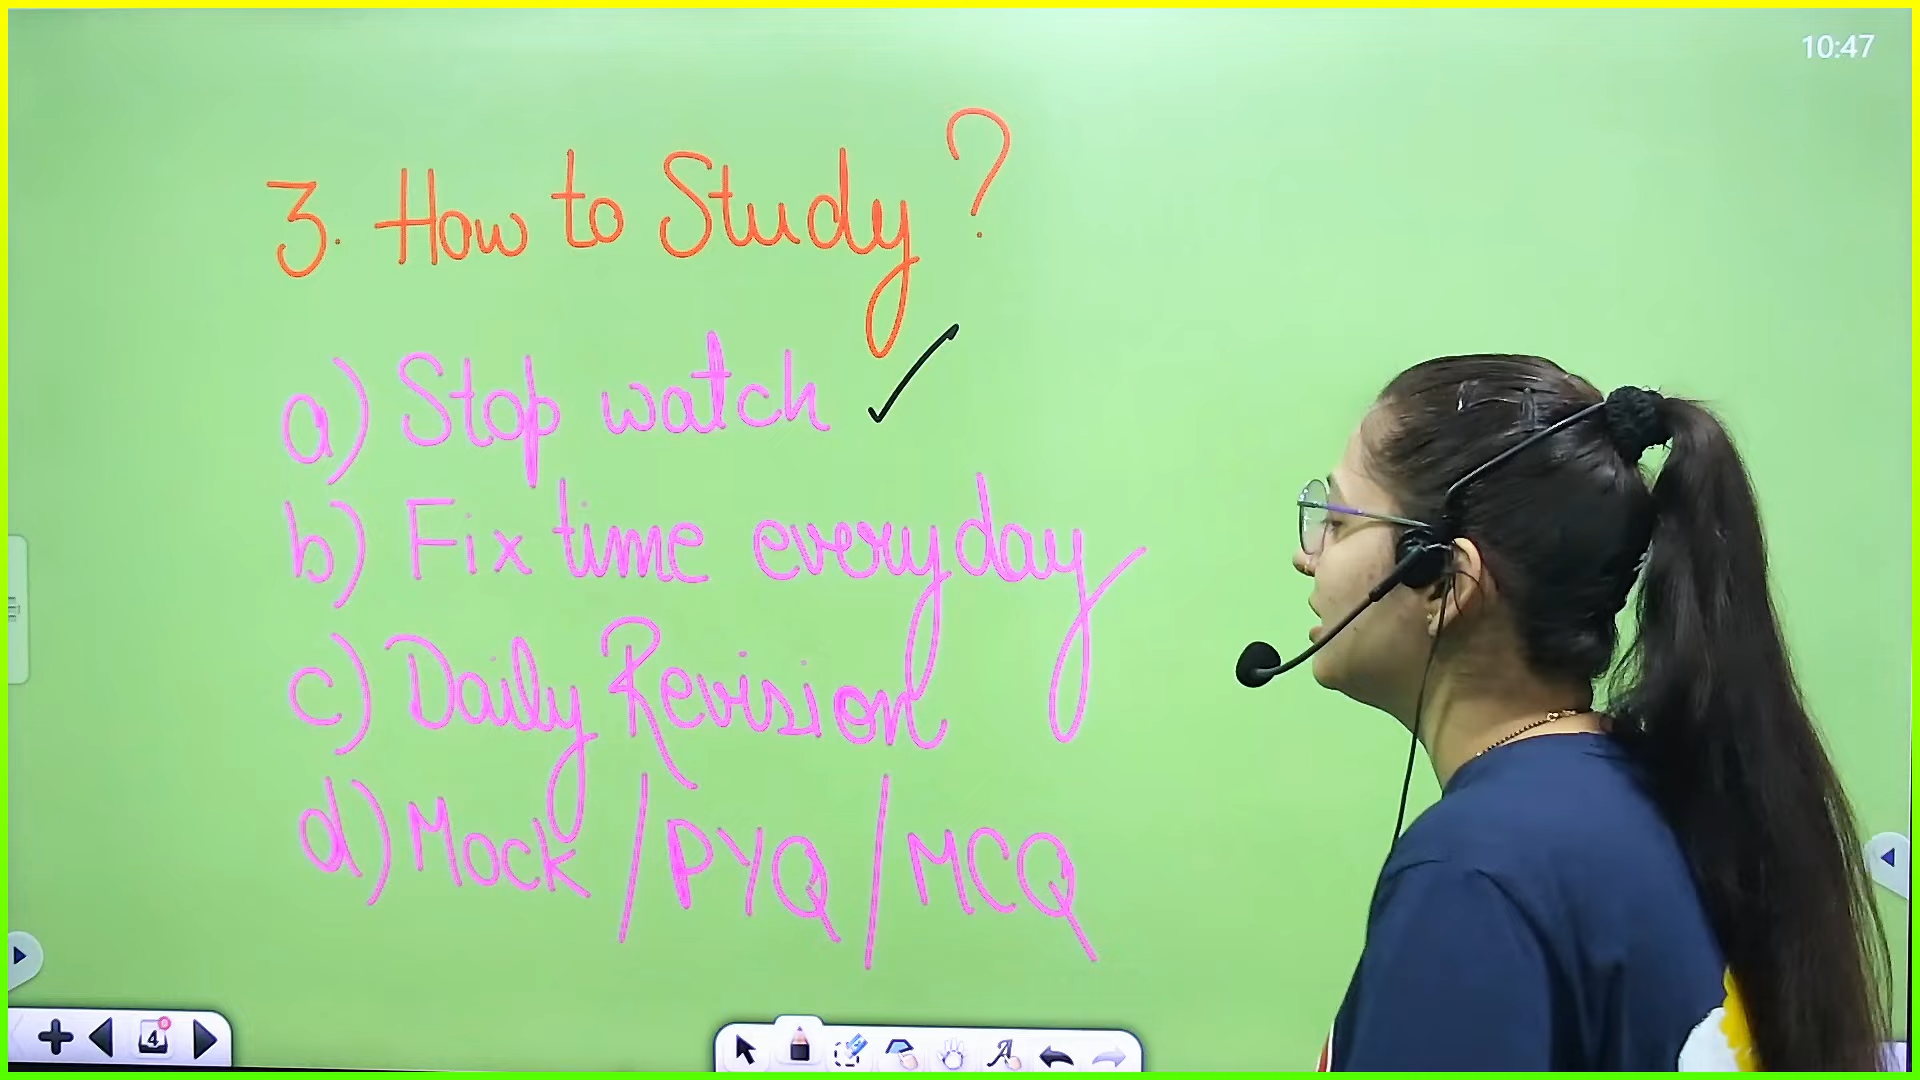 10:47
3. How to Study?
a) Stop watch ✓
b) Fix time everyday
c) Daily Revision
d) Mock / PYQ / MCQ
4